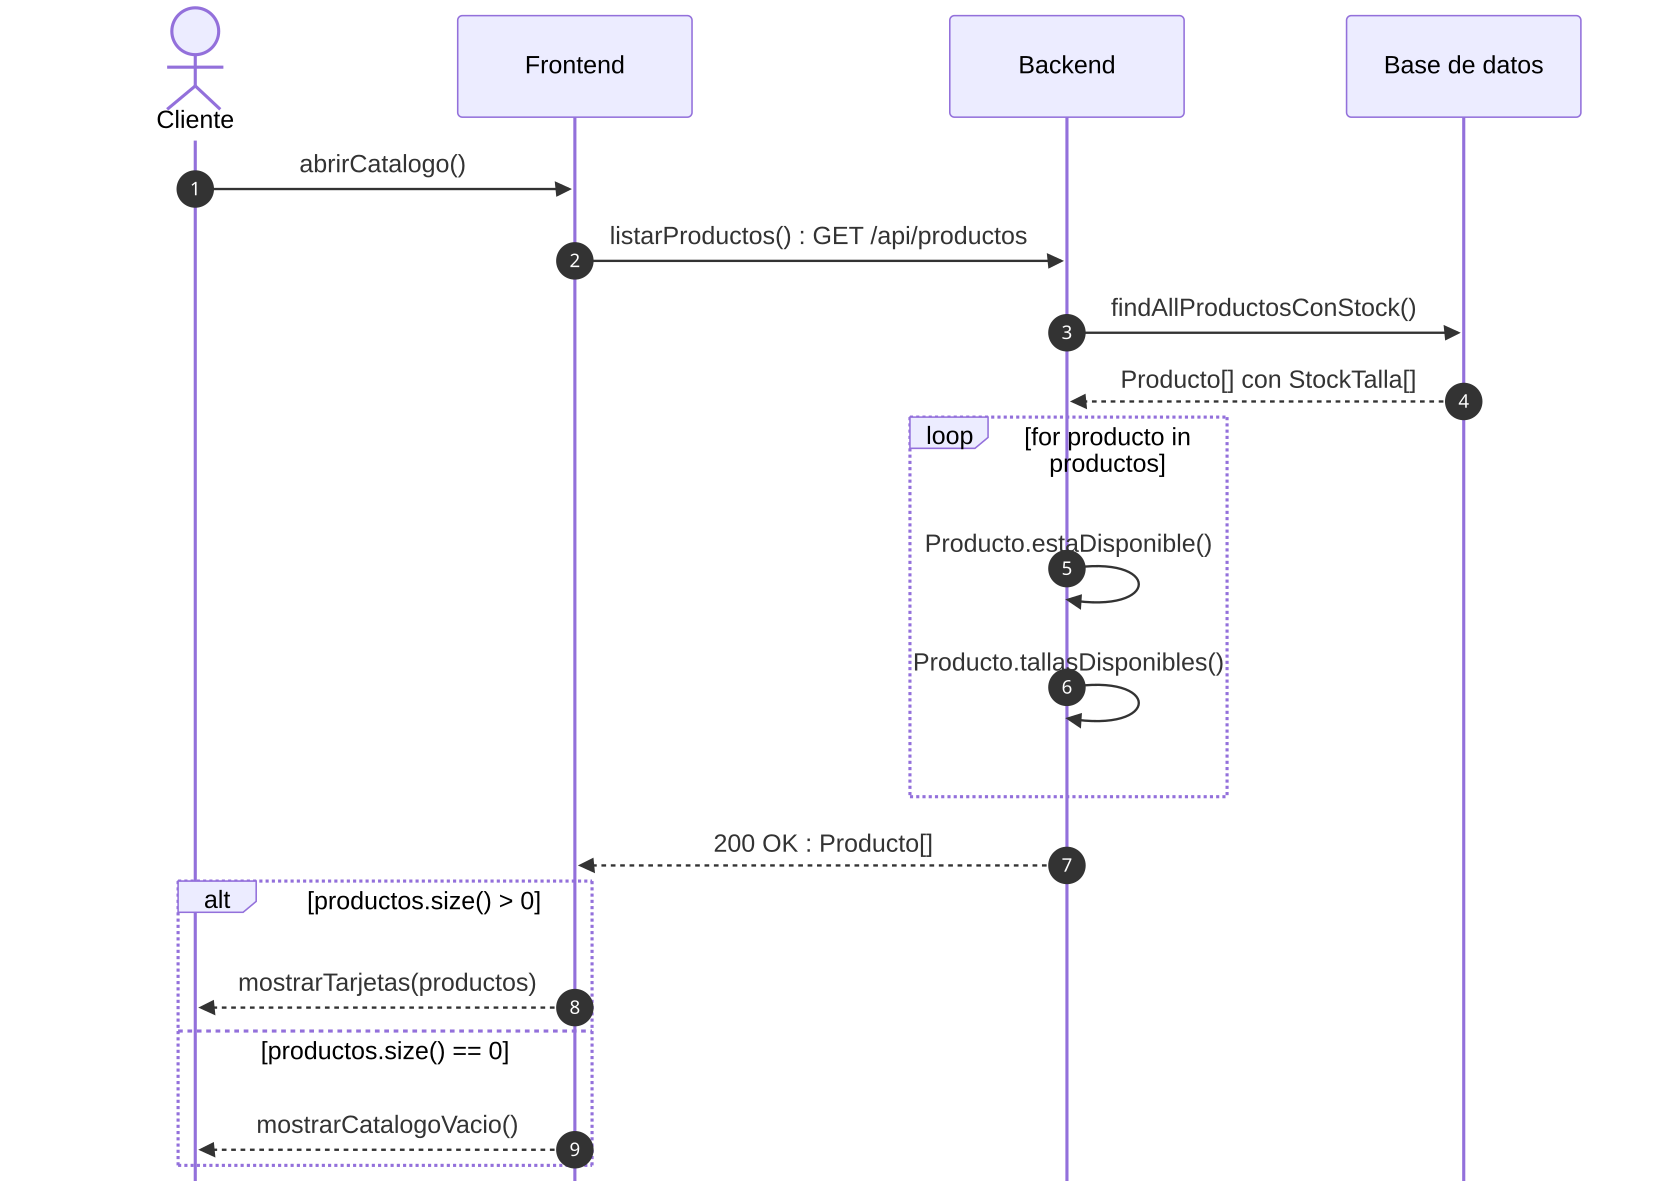 Cliente
Frontend
Backend
Base de datos
abrirCatalogo()
1
listarProductos() : GET /api/productos
2
findAllProductosConStock()
3
Producto[] con StockTalla[]
4
loop
[for producto in
productos]
Producto.estaDisponible()
5
Producto.tallasDisponibles()
6
200 OK : Producto[]
7
alt
[productos.size() > 0]
mostrarTarjetas(productos)
8
[productos.size() == 0]
mostrarCatalogoVacio()
9